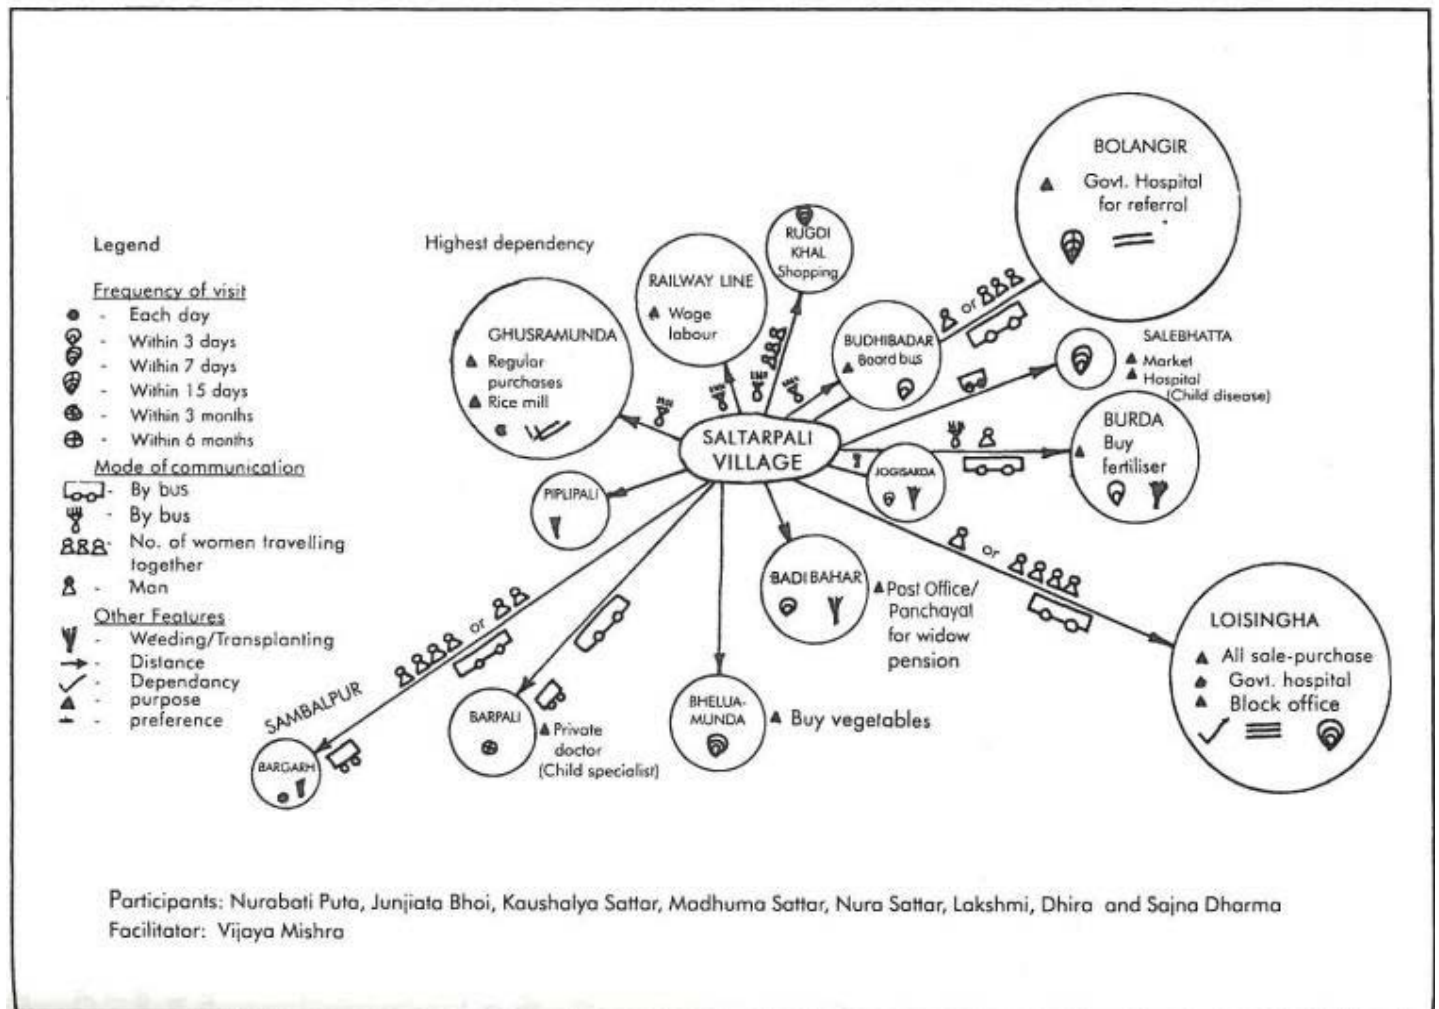 Legend
Frequency of visit
- Each day
- Within 3 days
- Within 7 days
- Within 15 days
- Within 3 months
- Within 6 months
Mode of communication
- By bus
- By bus
- No. of women travelling
together
- Man
Other Features
- Weeding/Transplanting
- Distance
- Dependancy
- purpose
- preference
Highest dependency
GHUSRAMUNDA
Regular
purchases
Rice mill
RAILWAY LINE
Wage
labour
RUGDI
KHAL
Shopping
BUDHIBADAR
Board bus
or
BOLANGIR
Govt. Hospital
for referral
SALEBHATTA
Market
Hospital
(Child disease)
BURDA
Buy
fertiliser
SALTARPALI
VILLAGE
JOGISARDA
PIPLIPALI
BADI BAHAR
Post Office/
Panchayat
for widow
pension
or
LOISINGHA
All sale-purchase
Govt. hospital
Block office
BHELUA-
MUNDA
Buy vegetables
BARPALI
Private
doctor
(Child specialist)
or
SAMBALPUR
BARGARH
Participants: Nurabati Puta, Junjiata Bhoi, Kaushalya Sattar, Madhuma Sattar, Nura Sattar, Lakshmi, Dhira and Sajna Dharma
Facilitator: Vijaya Mishra